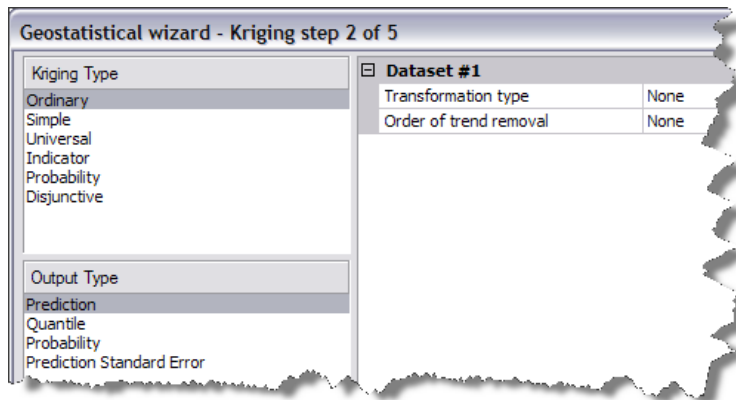 Geostatistical wizard - Kriging step 2 of 5
Kriging Type
Ordinary
Simple
Universal
Indicator
Probability
Disjunctive
Output Type
Prediction
Quantile
Probability
Prediction Standard Error
Dataset #1
Transformation type None
Order of trend removal None